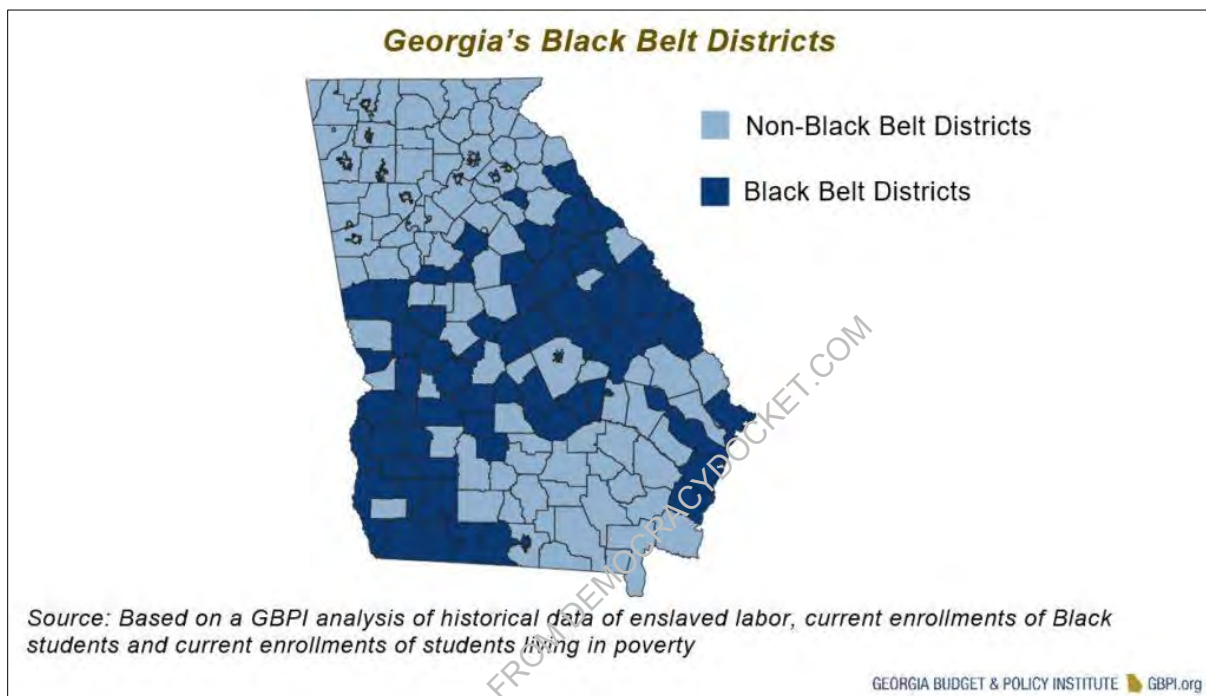 Georgia's Black Belt Districts
Non-Black Belt Districts
Black Belt Districts
FROM DEMOCRACYDOCKET.COM
Source: Based on a GBPI analysis of historical data of enslaved labor, current enrollments of Black
students and current enrollments of students living in poverty
GEORGIA BUDGET & POLICY INSTITUTE GBPI.org